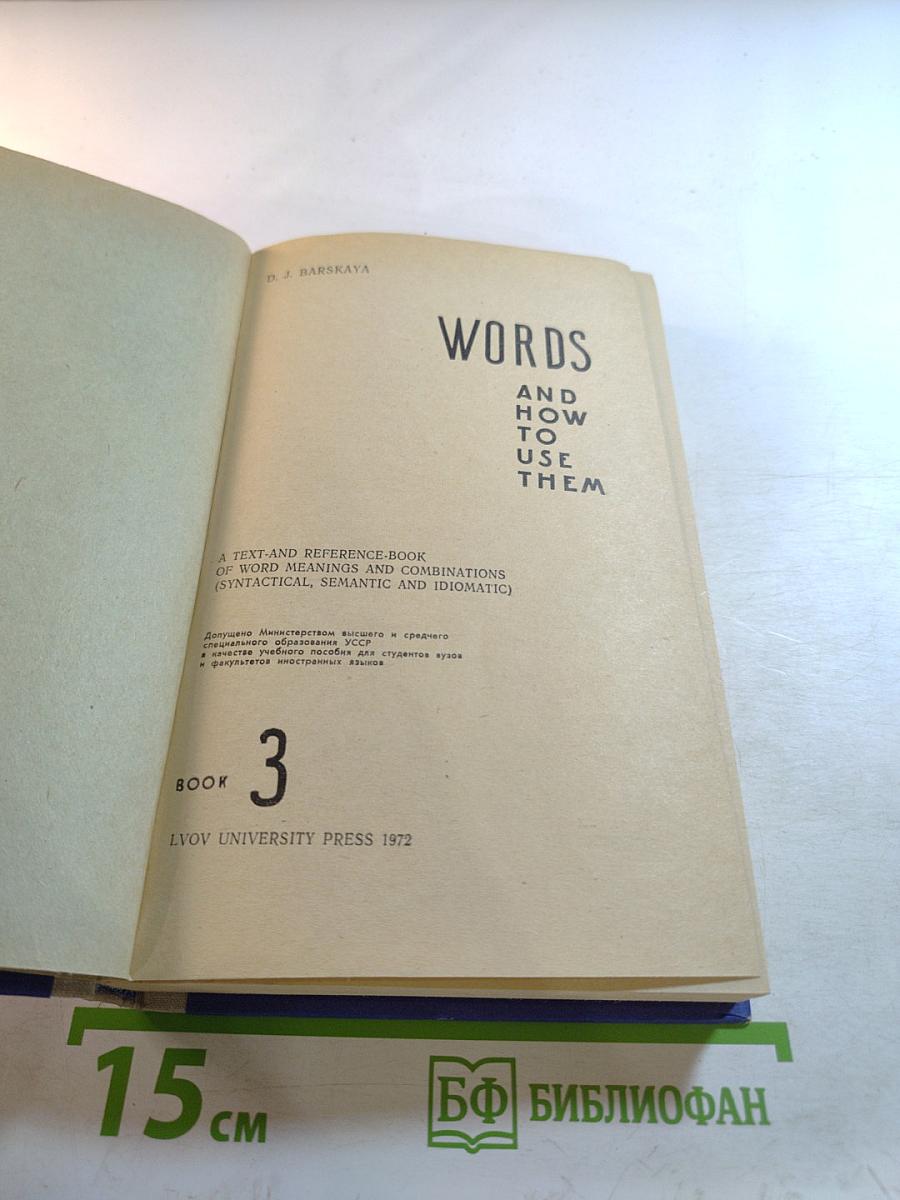 D. J. BARSKAYA
WORDS
AND
HOW
TO
USE
THEM
A TEXT-AND REFERENCE-BOOK
OF WORD MEANINGS AND COMBINATIONS
(SYNTACTICAL, SEMANTIC AND IDIOMATIC)
Допущено Министерством высшего и среднего
специального образования УССР
в качестве учебного пособия для студентов вузов
и факультетов иностранных языков
BOOK 3
LVOV UNIVERSITY PRESS 1972
15 см
БФ БИБЛИОФАН